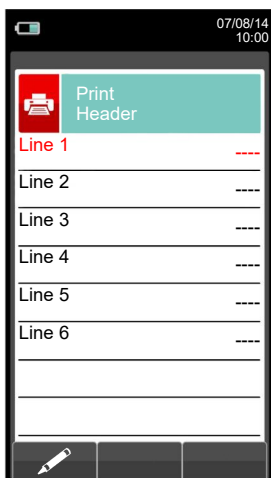 07/08/14
10:00
Print
Header
Line 1 ----
Line 2 ----
Line 3 ----
Line 4 ----
Line 5 ----
Line 6 ----